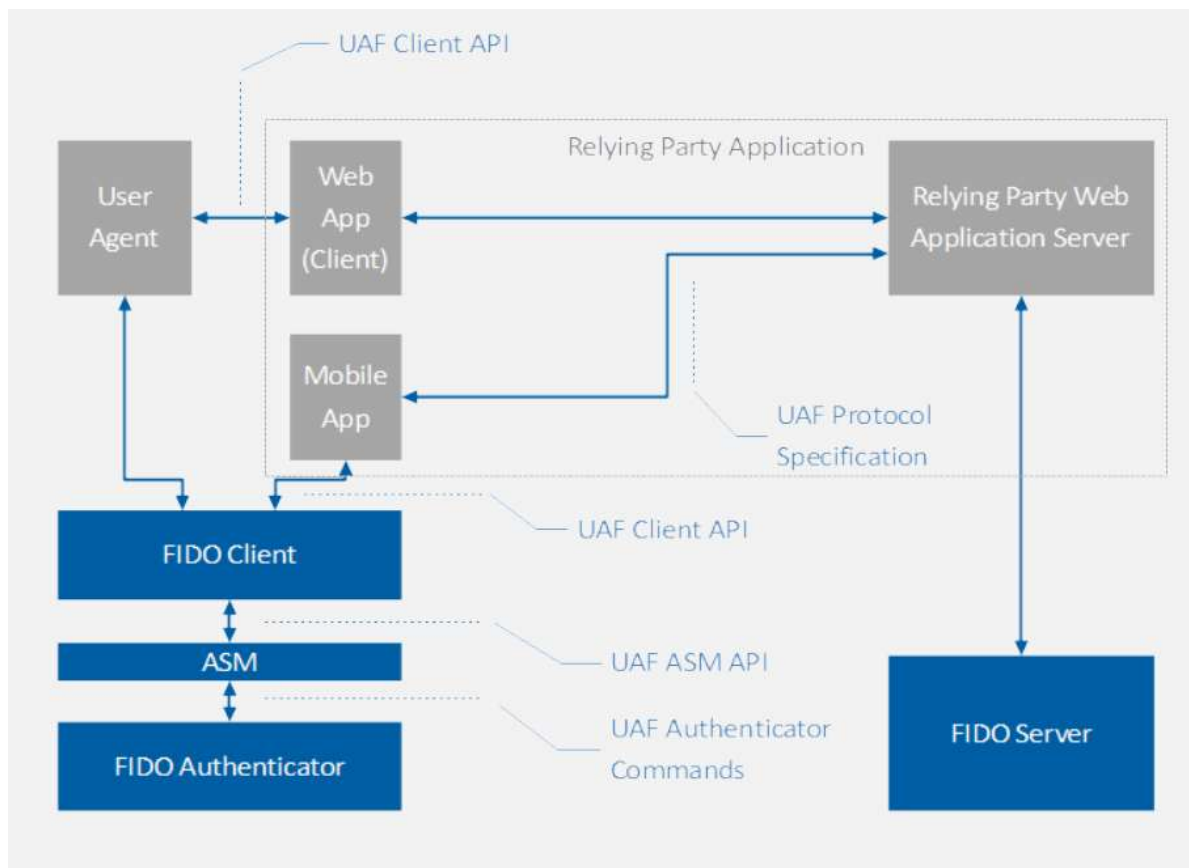 UAF Client API
Relying Party Application
User
Agent
Web
App
(Client)
Relying Party Web
Application Server
Mobile
App
UAF Protocol
Specification
UAF Client API
FIDO Client
ASM
UAF ASM API
FIDO Authenticator
UAF Authenticator
Commands
FIDO Server